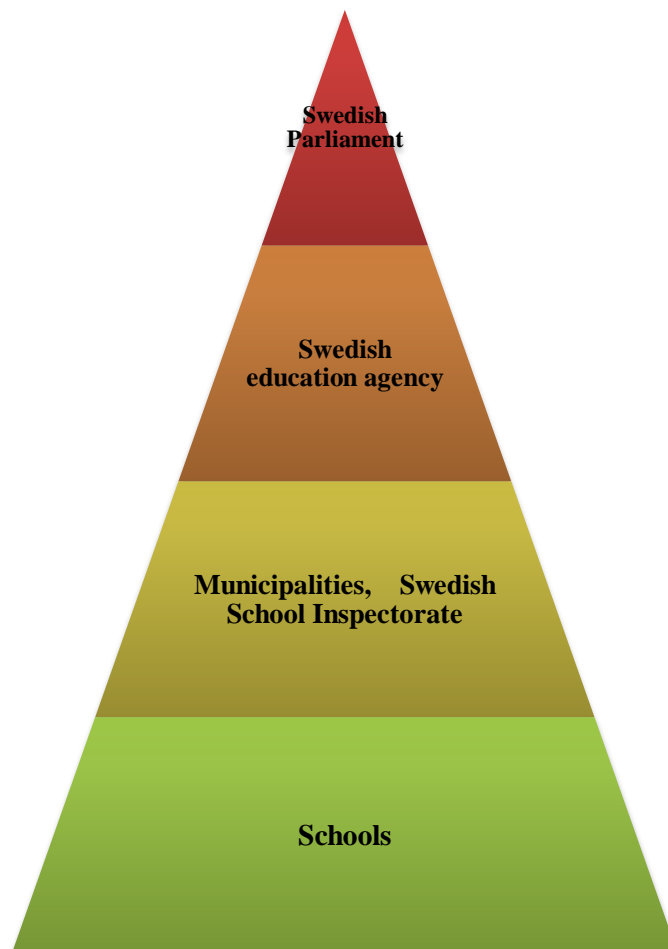 Swedish
Parliament
Swedish
education agency
Municipalities, Swedish
School Inspectorate
Schools